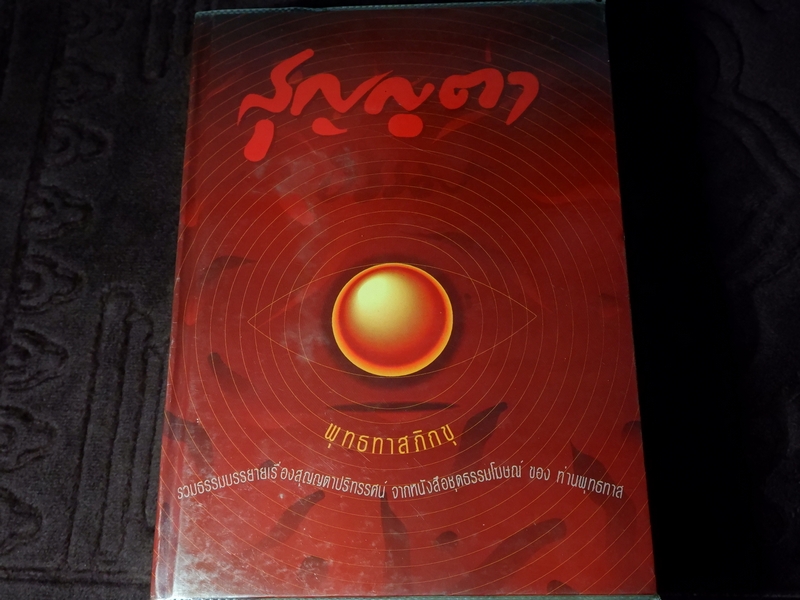 สุญญตา
พุทธทาสภิกขุ
รวมธรรมบรรยายเรื่องสุญญตาปริทรรศน์ จากหนังสือชุดธรรมโฆษณ์ ของ ท่านพุทธทาส